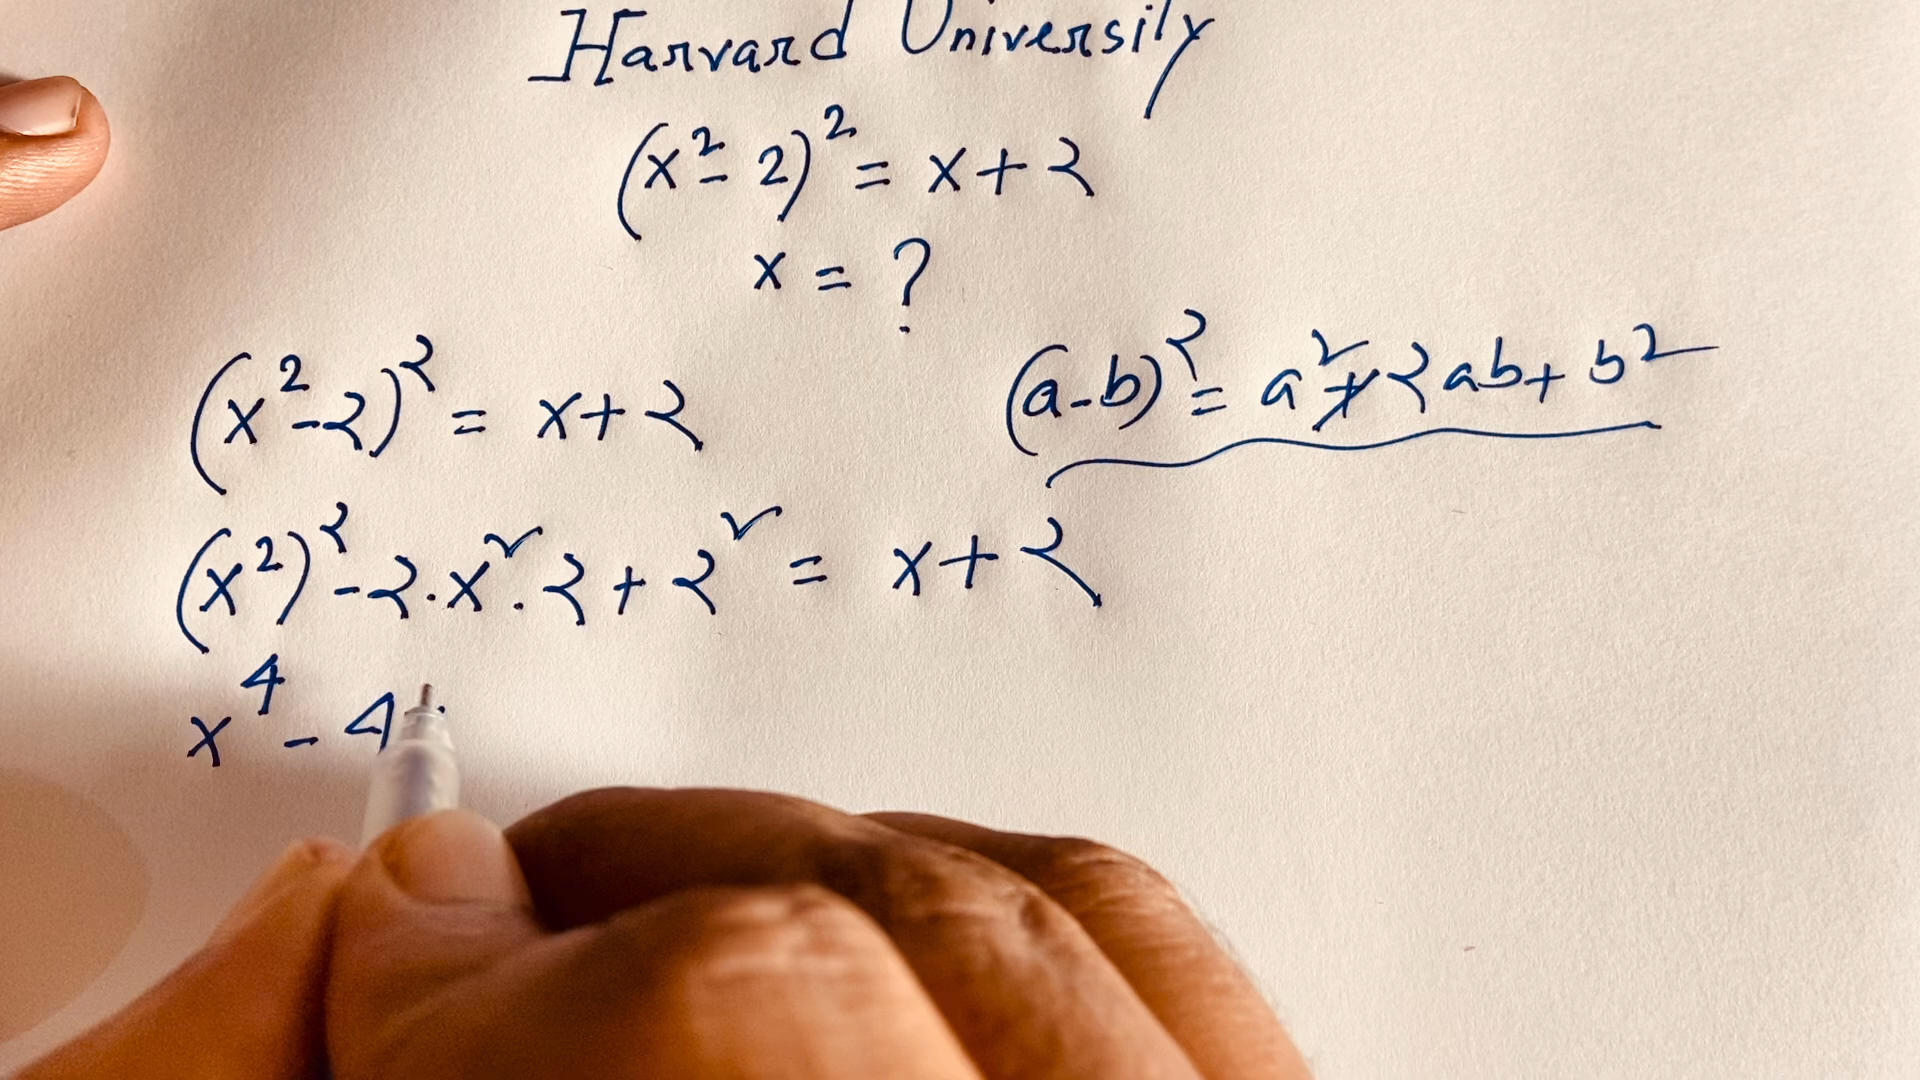 Harvard University
(x² - 2)² = x + 2
x = ?
(x² - 2)² = x + 2
(a - b)² = a² - 2ab + b²
(x²)² - 2 · x² · 2 + 2² = x + 2
x⁴ - 4